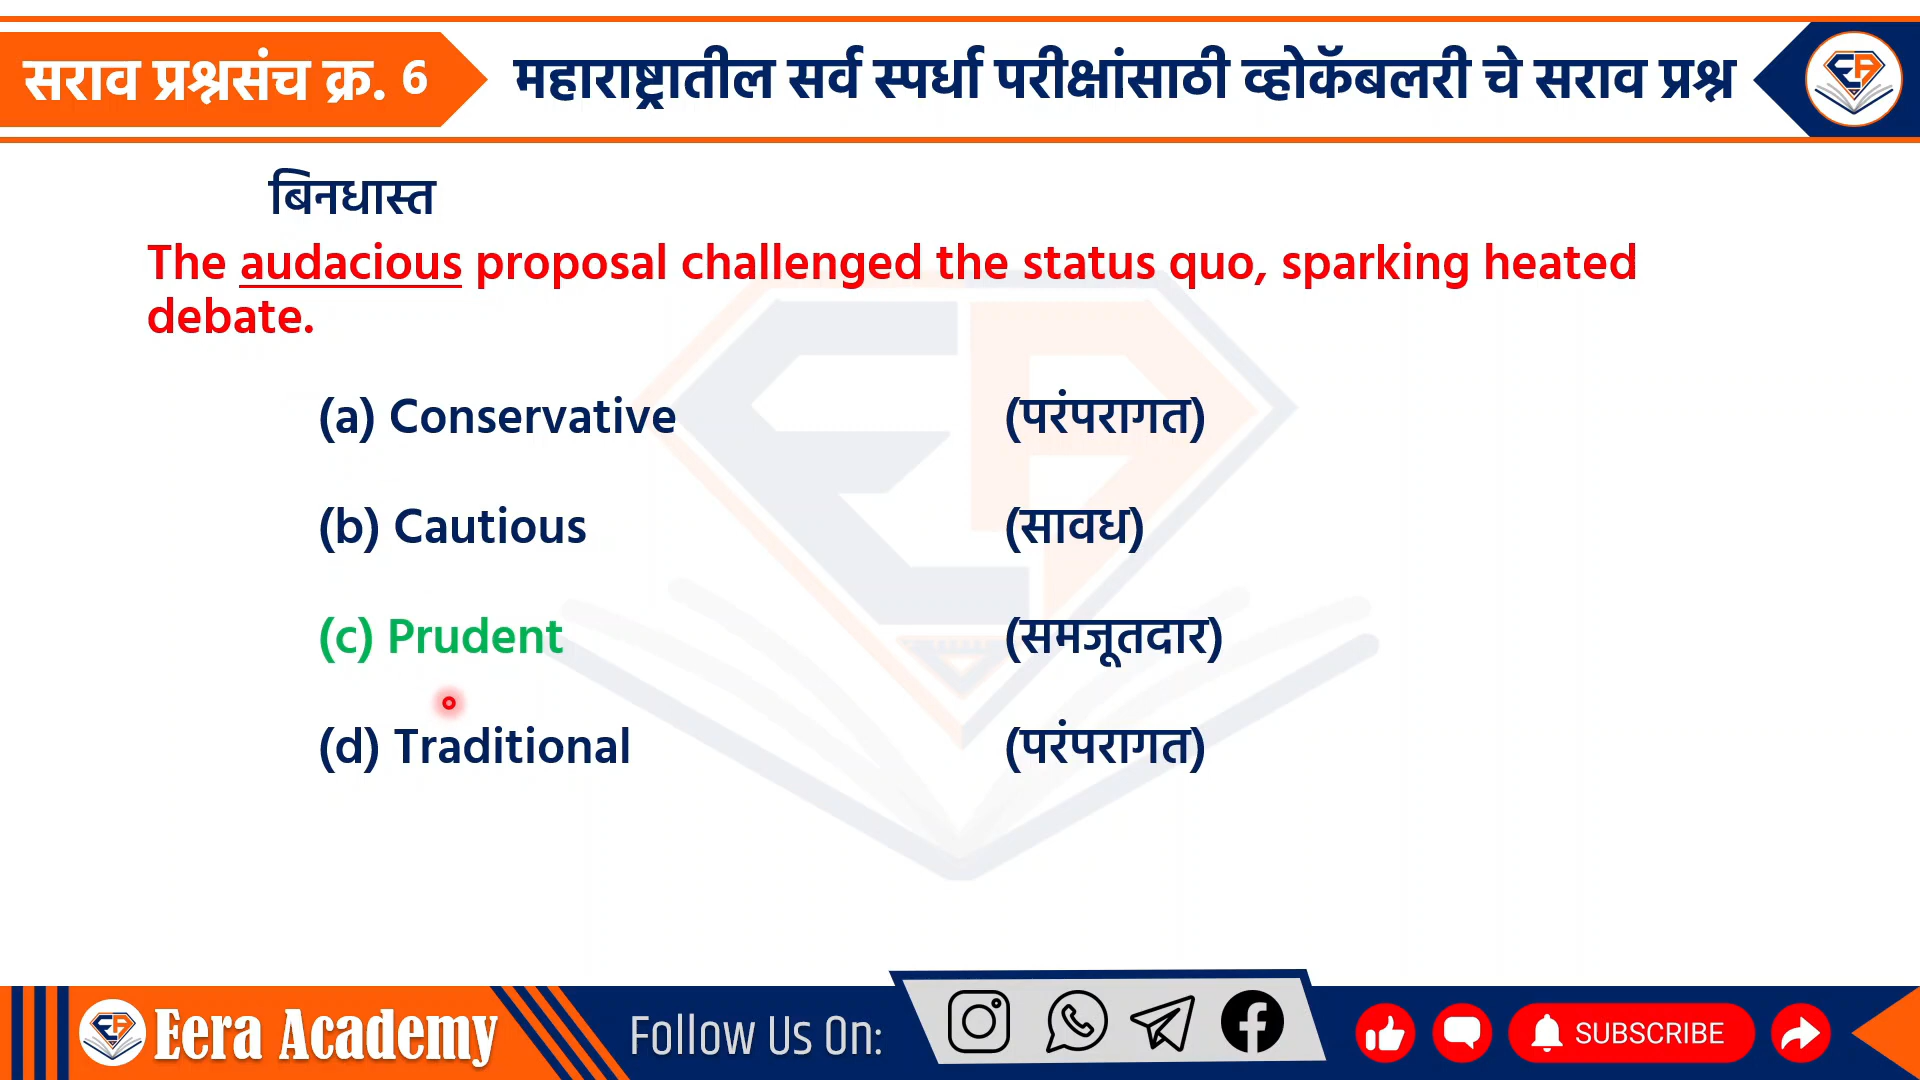 सराव प्रश्नसंच क्र. 6
महाराष्ट्रातील सर्व स्पर्धा परीक्षांसाठी व्होकॅबलरी चे सराव प्रश्न
बिनधास्त
The audacious proposal challenged the status quo, sparking heated
debate.
(a) Conservative (परंपरागत)
(b) Cautious (सावध)
(c) Prudent (समजूतदार)
(d) Traditional (परंपरागत)
Eera Academy
Follow Us On:
SUBSCRIBE